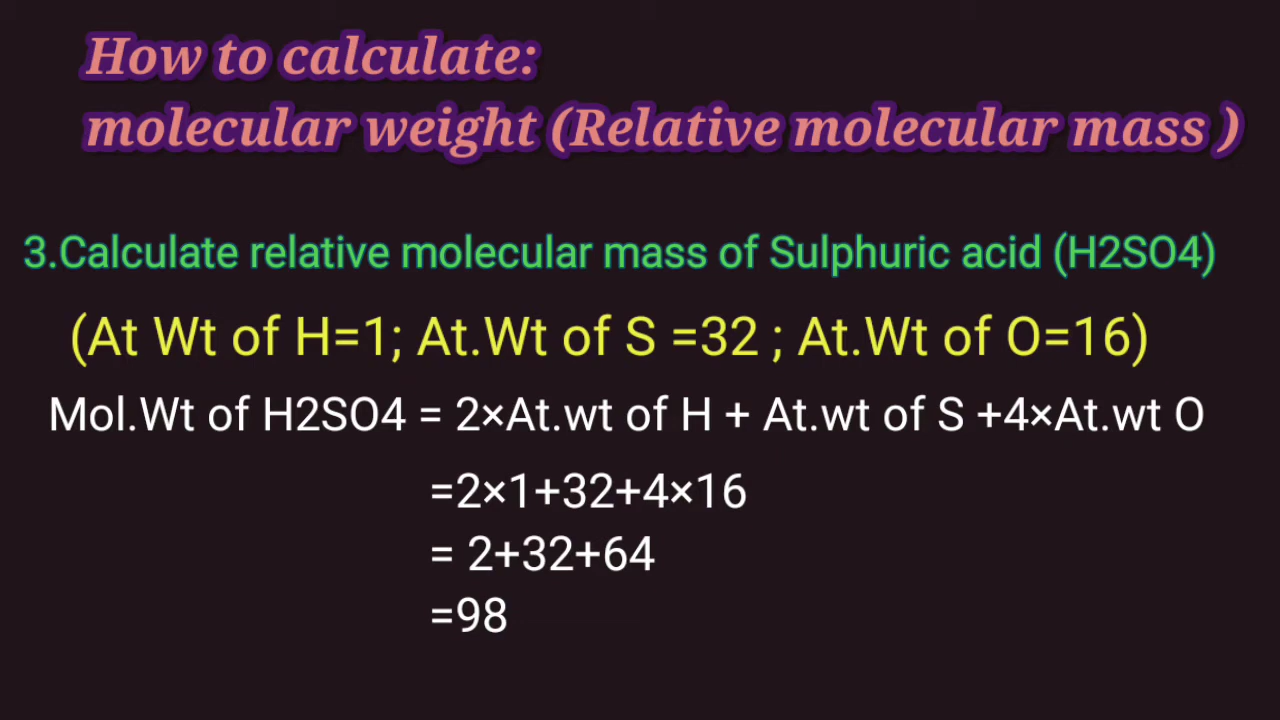 How to calculate:
molecular weight (Relative molecular mass )
3.Calculate relative molecular mass of Sulphuric acid (H2SO4)
(At Wt of H=1; At.Wt of S =32 ; At.Wt of O=16)
Mol.Wt of H2SO4 = 2×At.wt of H + At.wt of S +4×At.wt O
=2×1+32+4×16
= 2+32+64
=98